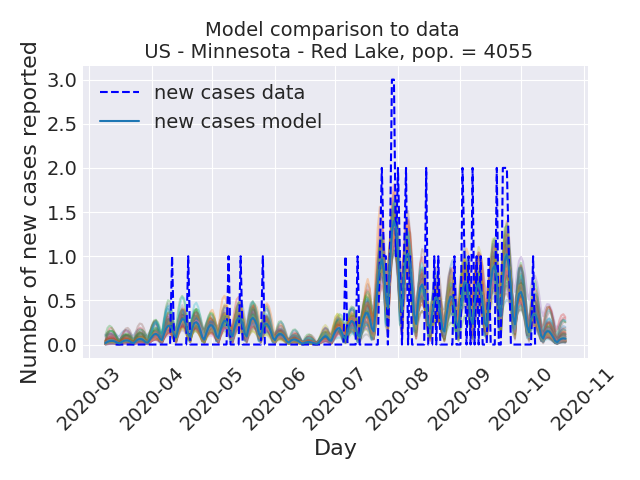 Model comparison to data
US - Minnesota - Red Lake, pop. = 4055
Number of new cases reported
3.0
2.5
2.0
1.5
1.0
0.5
0.0
new cases data
new cases model
2020-03
2020-04
2020-05
2020-06
2020-07
2020-08
2020-09
2020-10
2020-11
Day